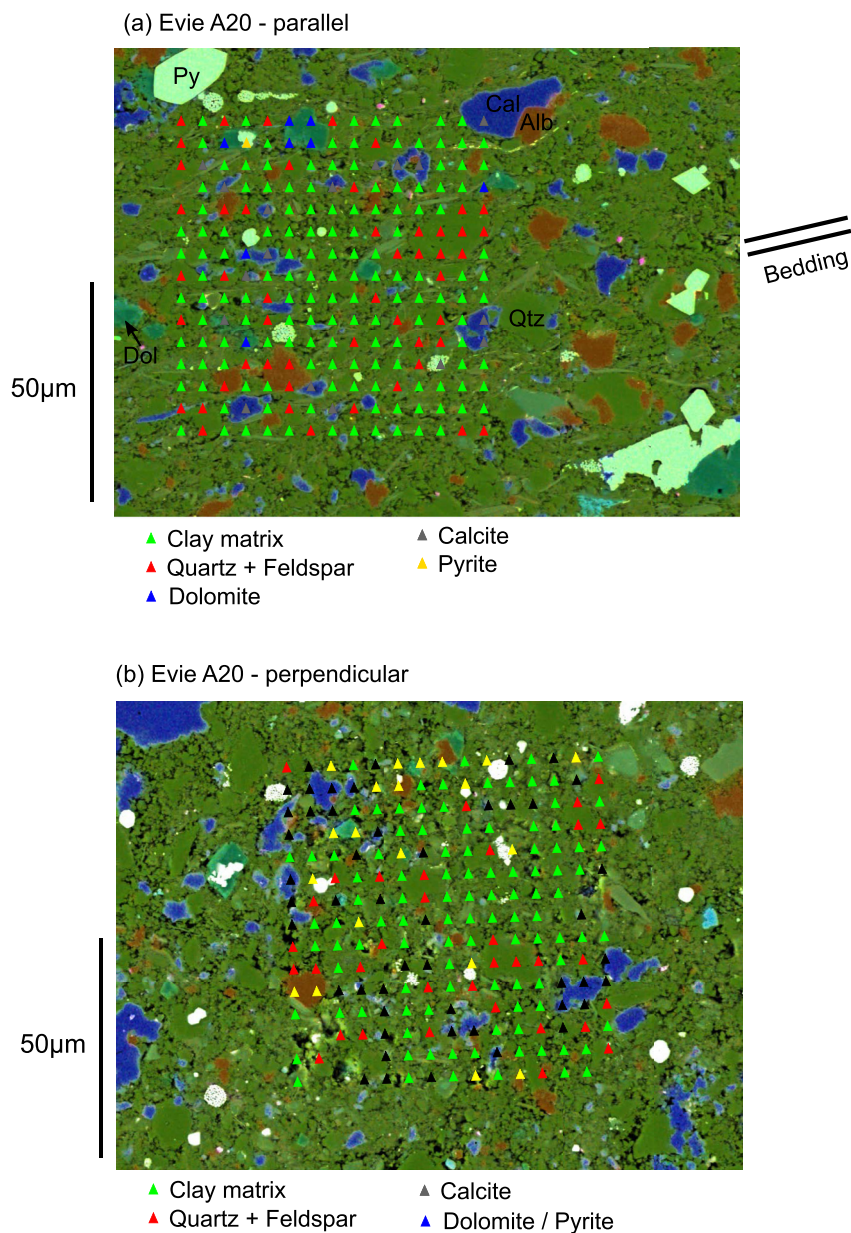 (a) Evie A20 - parallel
Py
Cal
Alb
Bedding
Qtz
Dol
50µm
Clay matrix
Calcite
Quartz + Feldspar
Pyrite
Dolomite
(b) Evie A20 - perpendicular
50µm
Clay matrix
Calcite
Quartz + Feldspar
Dolomite / Pyrite